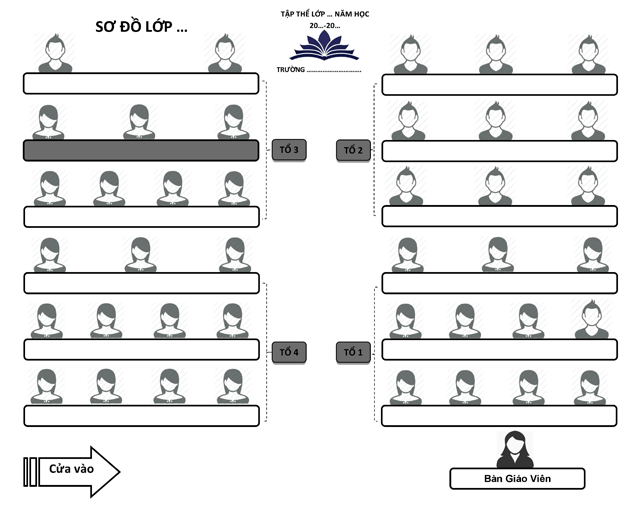 SƠ ĐỒ LỚP ...
TẬP THỂ LỚP ... NĂM HỌC
20...-20...
TRƯỜNG ................................
TỔ 3
TỔ 2
TỔ 4
TỔ 1
Cửa vào
Bàn Giáo Viên